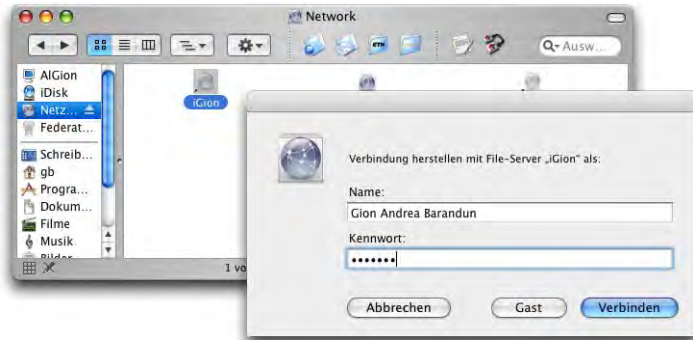 Network
Ausw...
AlGion
iDisk
Netz...
Federat...
Schreib...
gb
Progra...
Dokum...
Filme
Musik
Bilder
iGion
1 vo
Verbindung herstellen mit File-Server „iGion“ als:
Name:
Gion Andrea Barandun
Kennwort:
•••••••
Abbrechen
Gast
Verbinden